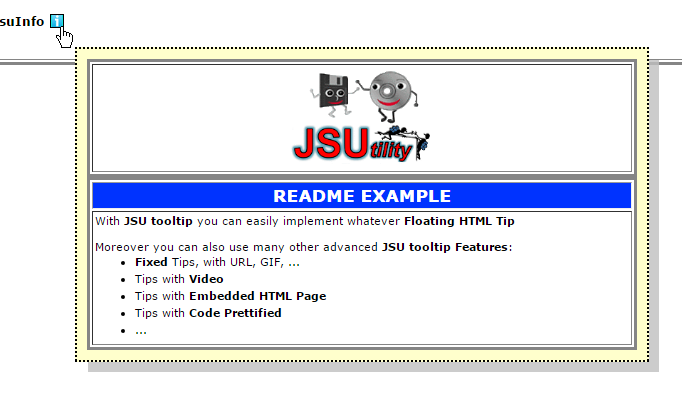 suInfo i
JSUtility
README EXAMPLE
With JSU tooltip you can easily implement whatever Floating HTML Tip
Moreover you can also use many other advanced JSU tooltip Features:
• Fixed Tips, with URL, GIF, ...
• Tips with Video
• Tips with Embedded HTML Page
• Tips with Code Prettified
• ...